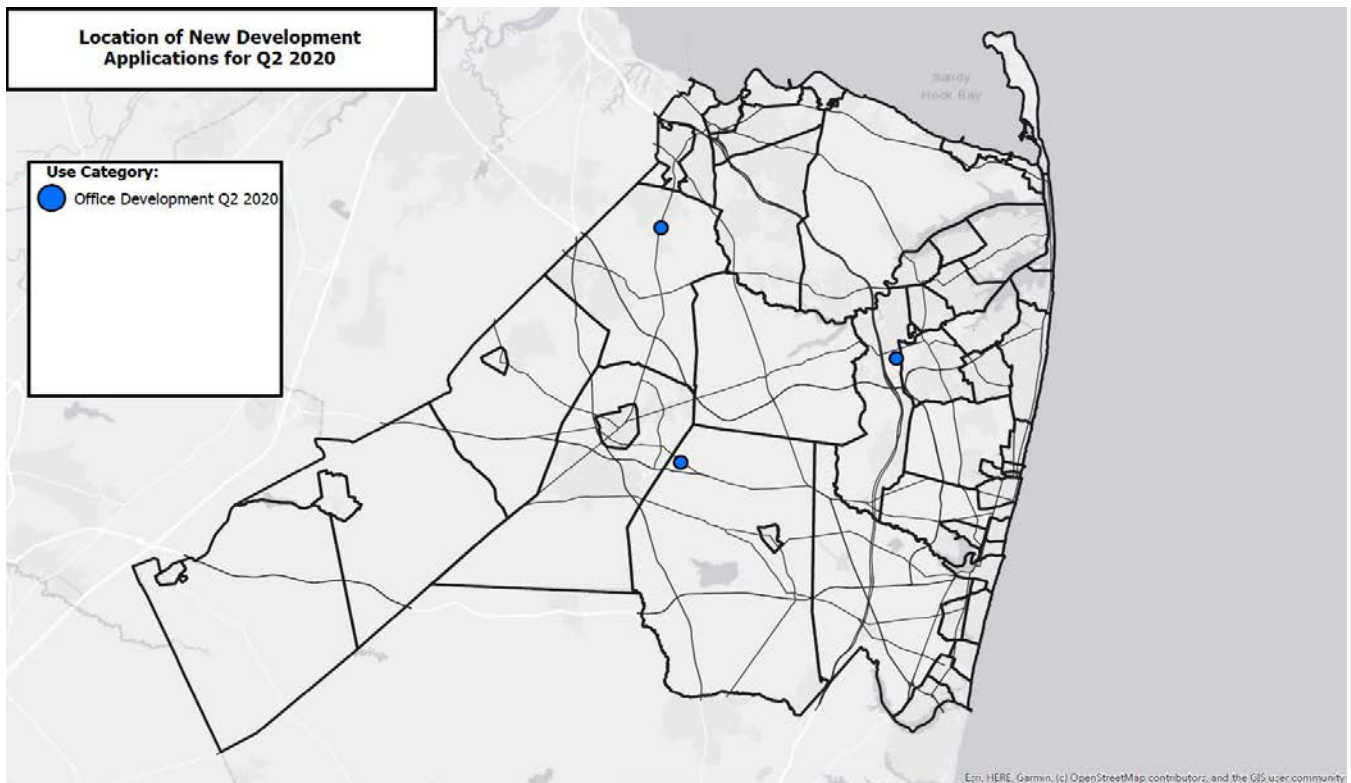 Location of New Development
Applications for Q2 2020
Sandy
Hook Bay
Use Category:
Office Development Q2 2020
Esri, HERE, Garmin, (c) OpenStreetMap contributors, and the GIS user community